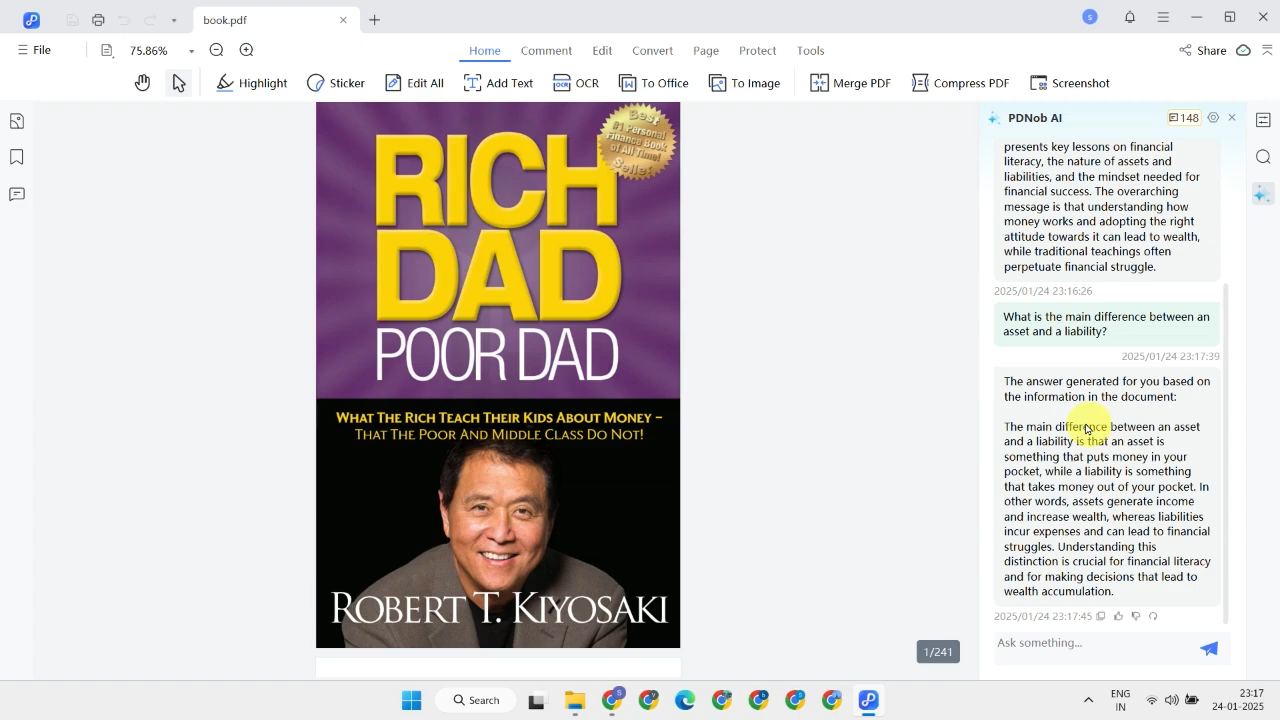 book.pdf
S
File
75.86%
Home
Comment
Edit
Convert
Page
Protect
Tools
Share
Highlight
Sticker
Edit All
Add Text
OCR
To Office
To Image
Merge PDF
Compress PDF
Screenshot
Best
#1 Personal
Finance Book
of All Time!
Seller
RICH
DAD
POOR DAD
WHAT THE RICH TEACH THEIR KIDS ABOUT MONEY –
THAT THE POOR AND MIDDLE CLASS DO NOT!
ROBERT T. KIYOSAKI
1/241
PDNob AI
148
presents key lessons on financial
literacy, the nature of assets and
liabilities, and the mindset needed for
financial success. The overarching
message is that understanding how
money works and adopting the right
attitude towards it can lead to wealth,
while traditional teachings often
perpetuate financial struggle.
2025/01/24 23:16:26
What is the main difference between an
asset and a liability?
2025/01/24 23:17:39
The answer generated for you based on
the information in the document:
The main difference between an asset
and a liability is that an asset is
something that puts money in your
pocket, while a liability is something
that takes money out of your pocket. In
other words, assets generate income
and increase wealth, whereas liabilities
incur expenses and can lead to financial
struggles. Understanding this
distinction is crucial for financial literacy
and for making decisions that lead to
wealth accumulation.
2025/01/24 23:17:45
Ask something...
Search
ENG
IN
23:17
24-01-2025